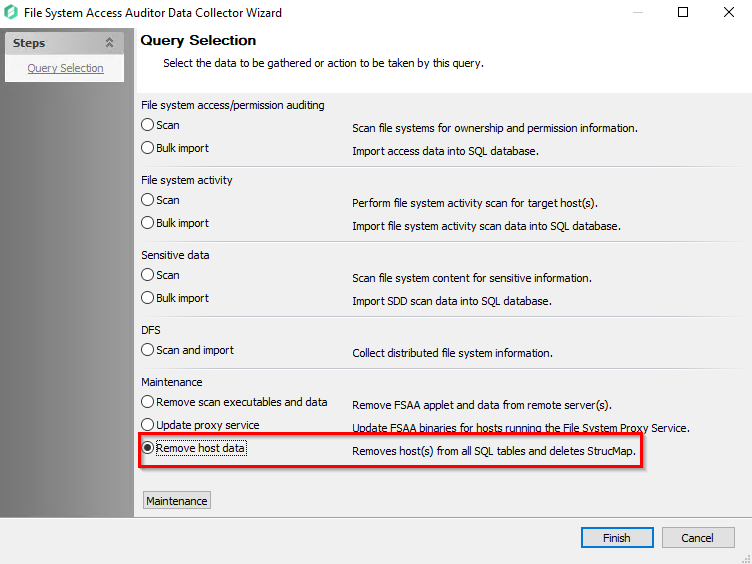 File System Access Auditor Data Collector Wizard
Steps
Query Selection
Query Selection
Select the data to be gathered or action to be taken by this query.
File system access/permission auditing
Scan Scan file systems for ownership and permission information.
Bulk import Import access data into SQL database.
File system activity
Scan Perform file system activity scan for target host(s).
Bulk import Import file system activity scan data into SQL database.
Sensitive data
Scan Scan file system content for sensitive information.
Bulk import Import SDD scan data into SQL database.
DFS
Scan and import Collect distributed file system information.
Maintenance
Remove scan executables and data Remove FSAA applet and data from remote server(s).
Update proxy service Update FSAA binaries for hosts running the File System Proxy Service.
Remove host data Removes host(s) from all SQL tables and deletes StrucMap.
Maintenance
Finish Cancel